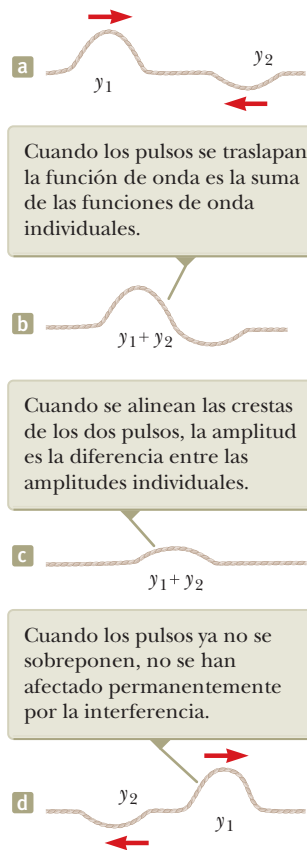 a
y₁
y₂
Cuando los pulsos se traslapan
la función de onda es la suma
de las funciones de onda
individuales.
b
y₁ + y₂
Cuando se alinean las crestas
de los dos pulsos, la amplitud
es la diferencia entre las
amplitudes individuales.
c
y₁ + y₂
Cuando los pulsos ya no se
sobreponen, no se han
afectado permanentemente
por la interferencia.
d
y₂
y₁